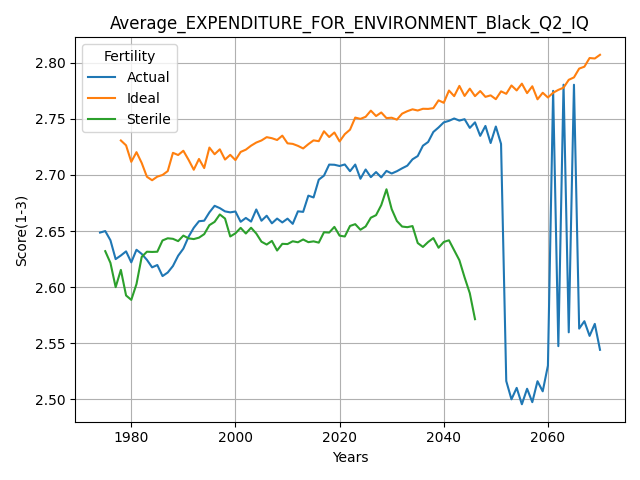 Average_EXPENDITURE_FOR_ENVIRONMENT_Black_Q2_IQ
Fertility
Actual
Ideal
Sterile
Score(1-3)
2.80
2.75
2.70
2.65
2.60
2.55
2.50
1980
2000
2020
2040
2060
Years